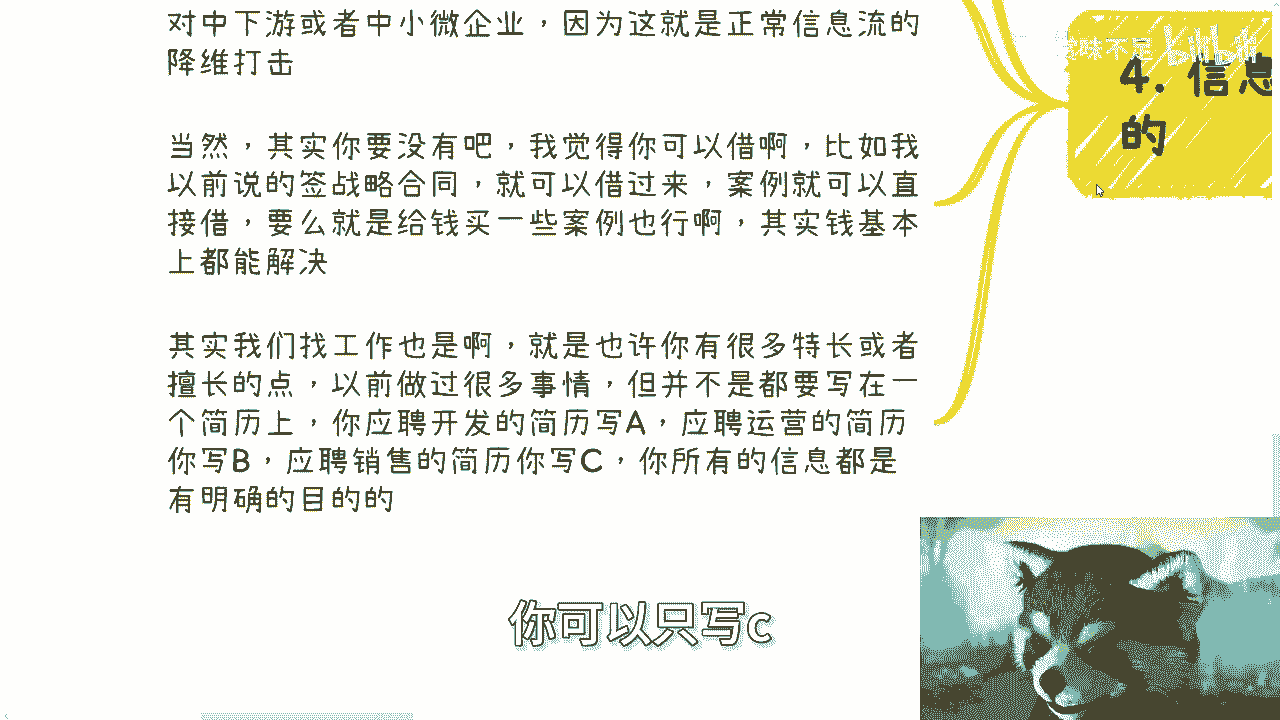 对中下游或者中小微企业，因为这就是正常信息流的
降维打击
当然，其实你要没有吧，我觉得你可以借啊，比如我
以前说的签战略合同，就可以借过来，案例就可以直
接借，要么就是给钱买一些案例也行啊，其实钱基本
上都能解决
其实我们找工作也是啊，就是也许你有很多特长或者
擅长的点，以前做过很多事情，但并不是都要写在一
个简历上，你应聘开发的简历写A，应聘运营的简历
你写B，应聘销售的简历你写C，你所有的信息都是
有明确的目的的
味不足 bilibili
4. 信息
的
你可以只写c